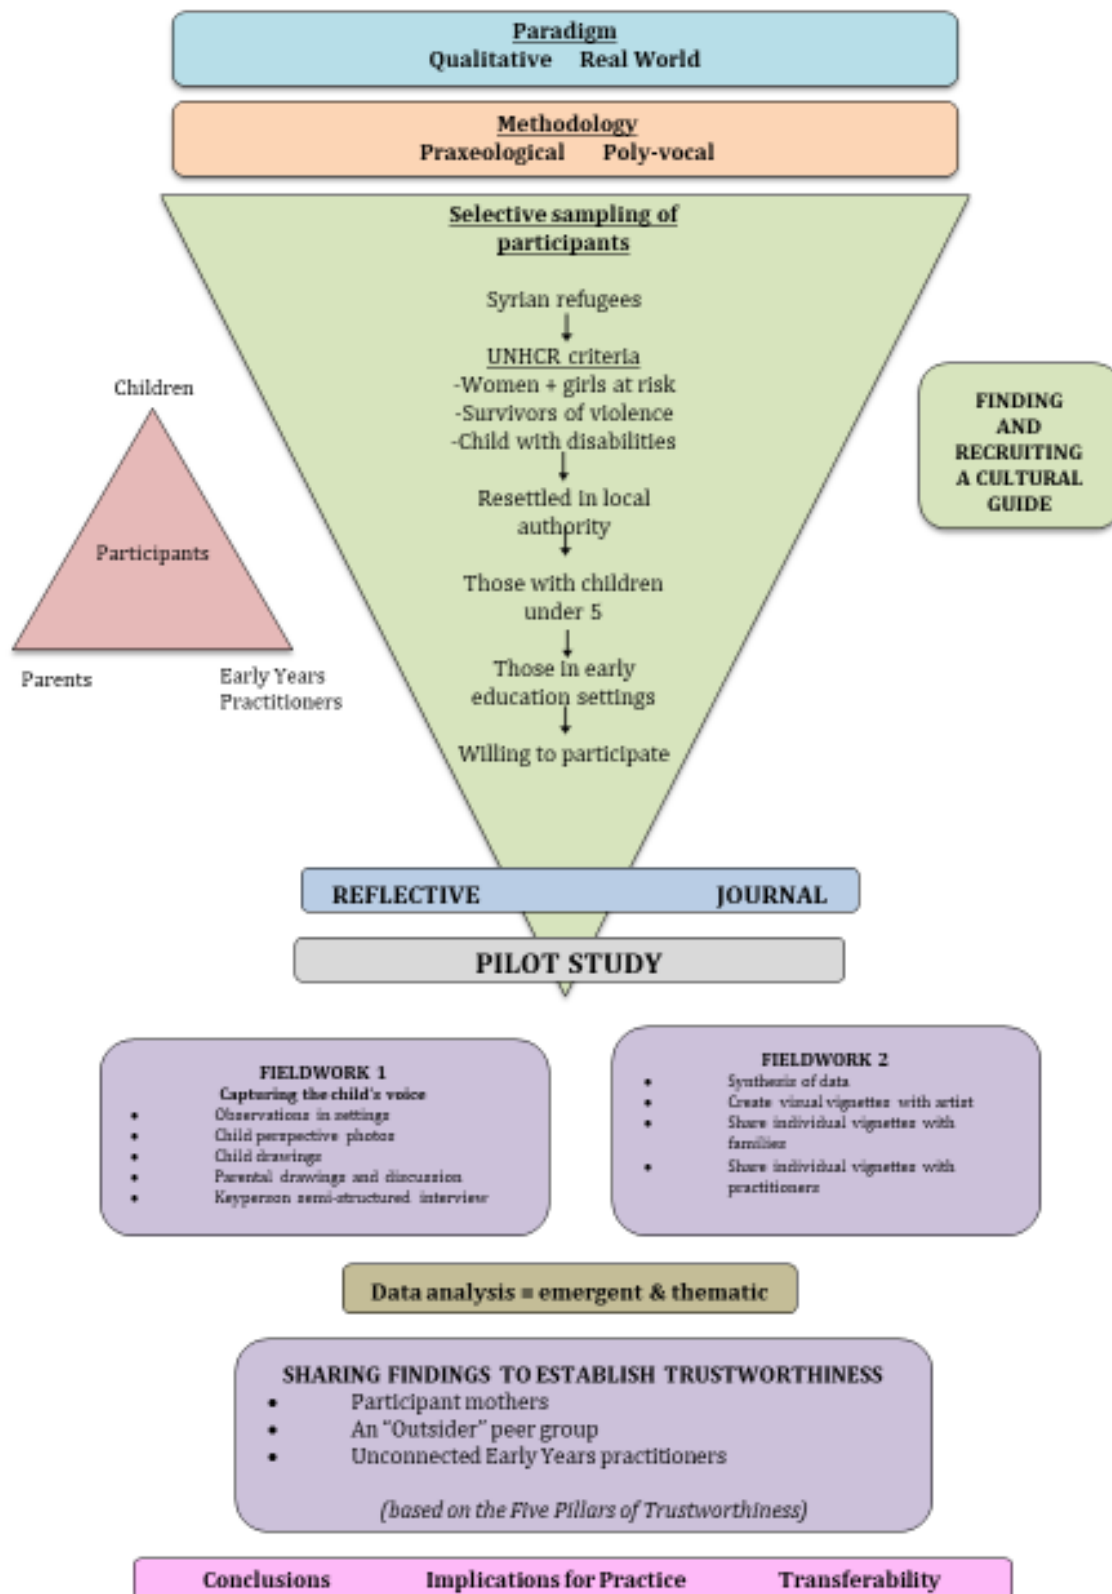 Paradigm
Qualitative Real World
Methodology
Praxeological Poly-vocal
Selective sampling of
participants
Syrian refugees
UNHCR criteria
-Women + girls at risk
-Survivors of violence
-Child with disabilities
Resettled in local
authority
Those with children
under 5
Those in early
education settings
Willing to participate
Children
Participants
Parents
Early Years
Practitioners
FINDING
AND
RECRUITING
A CULTURAL
GUIDE
REFLECTIVE JOURNAL
PILOT STUDY
FIELDWORK 1
Capturing the child's voice
• Observations in settings
• Child perspective photos
• Child drawings
• Parental drawings and discussion
• Keyperson semi-structured interview
FIELDWORK 2
• Synthesis of data
• Create visual vignettes with artist
• Share individual vignettes with
families
• Share individual vignettes with
practitioners
Data analysis = emergent & thematic
SHARING FINDINGS TO ESTABLISH TRUSTWORTHINESS
• Participant mothers
• An “Outsider” peer group
• Unconnected Early Years practitioners
(based on the Five Pillars of Trustworthiness)
Conclusions Implications for Practice Transferability